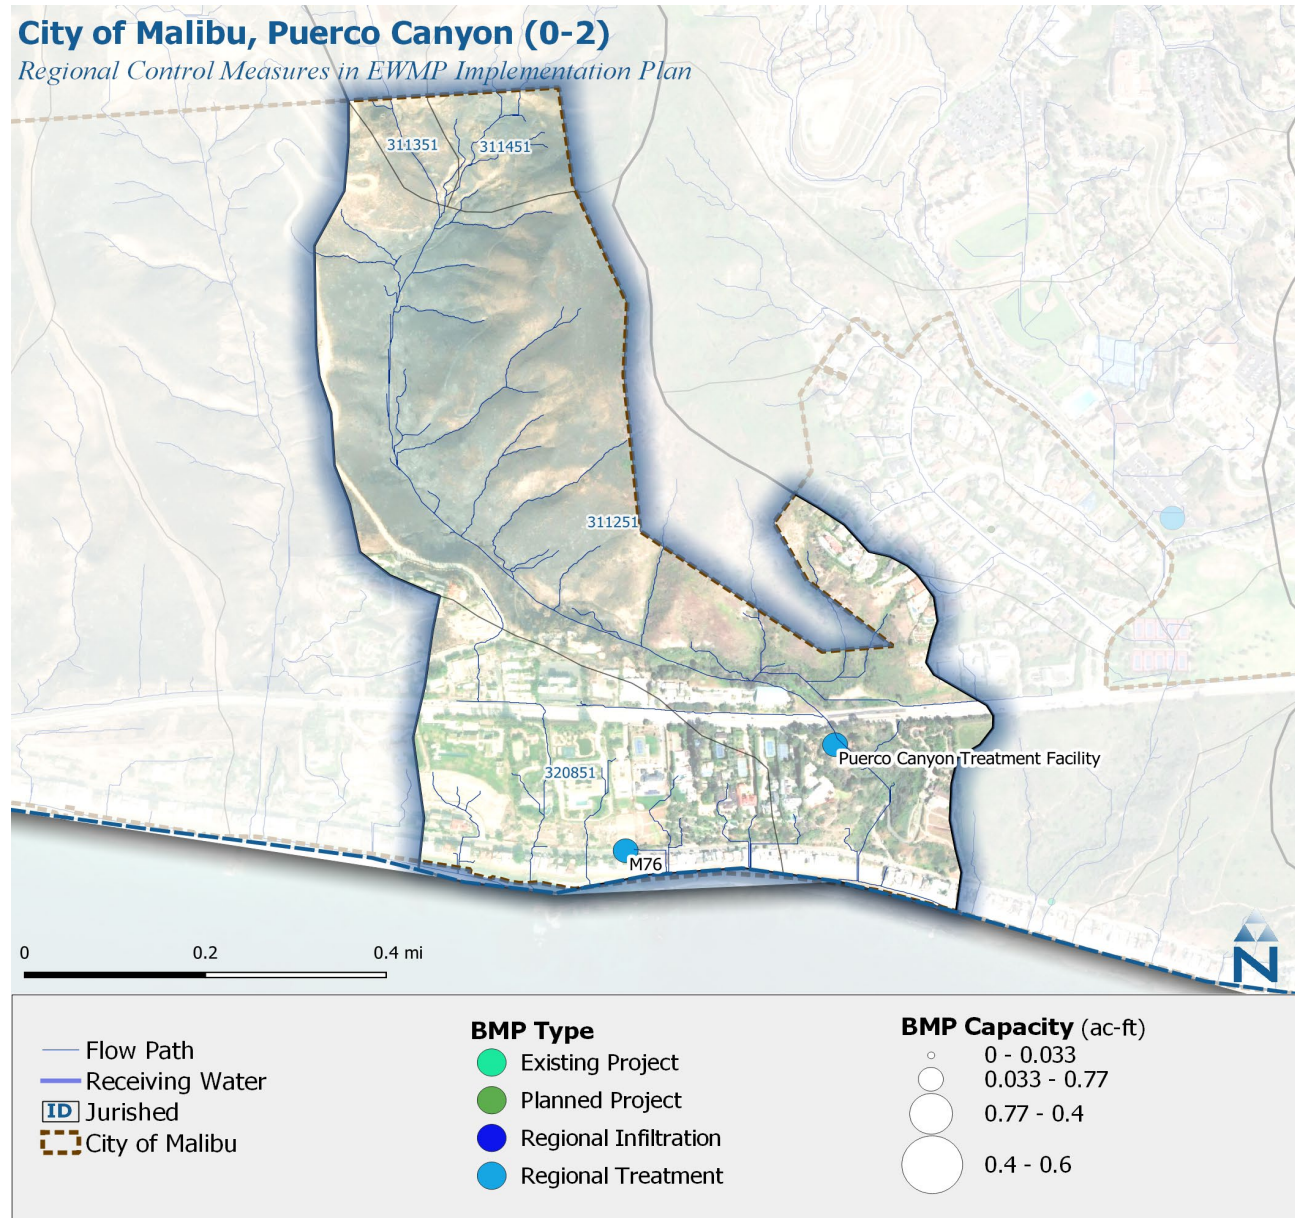 City of Malibu, Puerco Canyon (0-2)
Regional Control Measures in EWMP Implementation Plan
311351
311451
311251
Puerco Canyon Treatment Facility
320851
M76
0
0.2
0.4 mi
N
Flow Path
Receiving Water
ID Jurished
City of Malibu
BMP Type
Existing Project
Planned Project
Regional Infiltration
Regional Treatment
BMP Capacity (ac-ft)
0 - 0.033
0.033 - 0.77
0.77 - 0.4
0.4 - 0.6